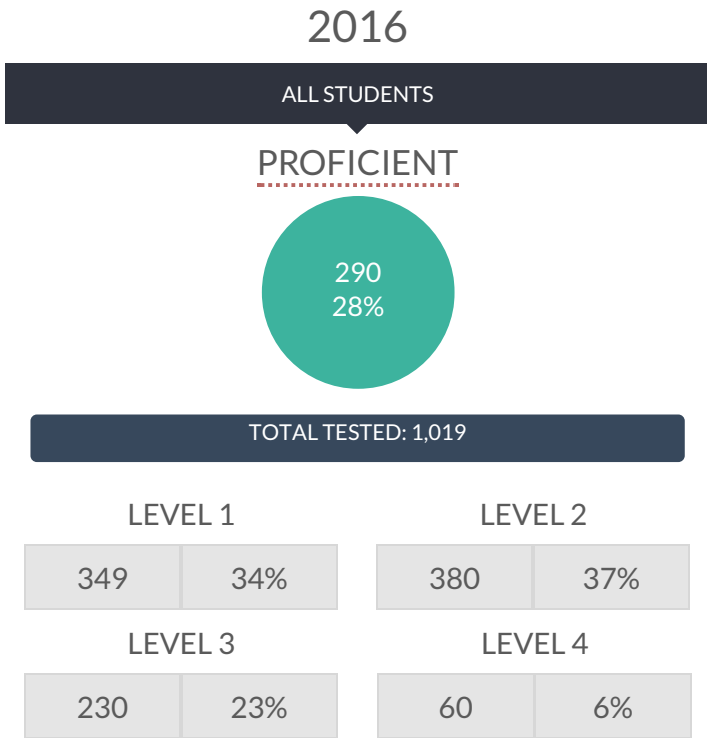 2016
ALL STUDENTS
PROFICIENT
290
28%
TOTAL TESTED: 1,019
LEVEL 1 LEVEL 2
349 34% 380 37%
LEVEL 3 LEVEL 4
230 23% 60 6%